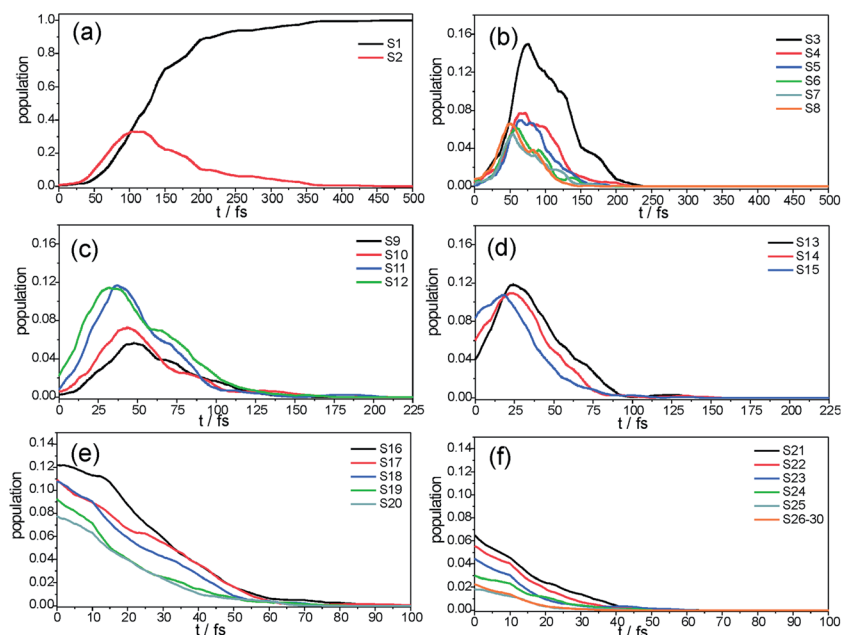 (a)
population
1.0
0.8
0.6
0.4
0.2
0.0
S1
S2
0 50 100 150 200 250 300 350 400 450 500
t / fs
(b)
population
0.16
0.12
0.08
0.04
0.00
S3
S4
S5
S6
S7
S8
0 25 50 75 100 125 150 175 200 225 250 300 350 400 450 500
t / fs
(c)
population
0.16
0.12
0.08
0.04
0.00
S9
S10
S11
S12
0 25 50 75 100 125 150 175 200 225
t / fs
(d)
population
0.16
0.12
0.08
0.04
0.00
S13
S14
S15
0 25 50 75 100 125 150 175 200 225
t / fs
(e)
population
0.14
0.12
0.10
0.08
0.06
0.04
0.02
0.00
S16
S17
S18
S19
S20
0 10 20 30 40 50 60 70 80 90 100
t / fs
(f)
population
0.14
0.12
0.10
0.08
0.06
0.04
0.02
0.00
S21
S22
S23
S24
S25
S26-30
0 10 20 30 40 50 60 70 80 90 100
t / fs